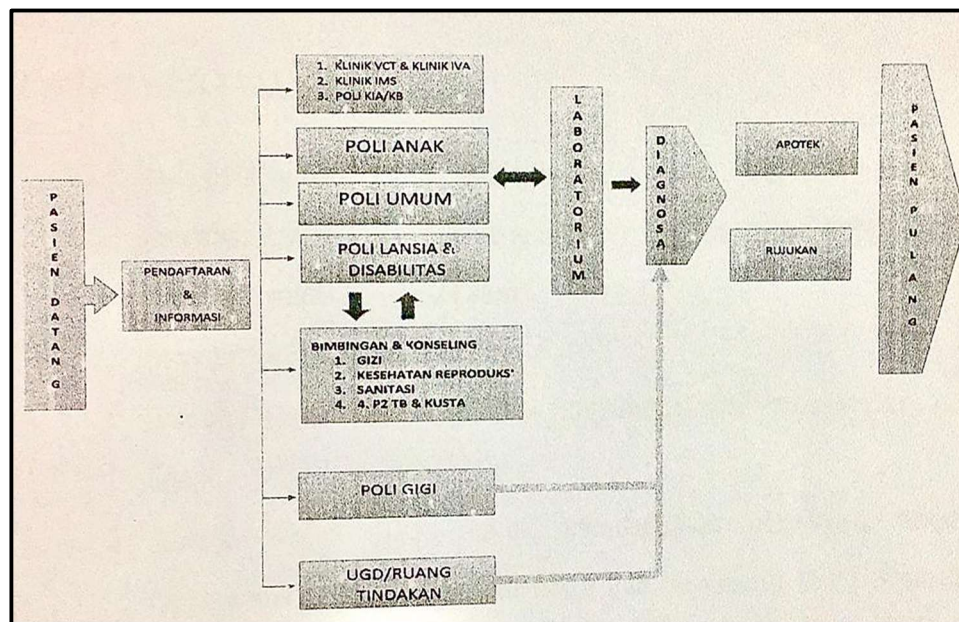 PASIEN DATANG
PENDAFTARAN
&
INFORMASI
1. KLINIK VCT & KLINIK IVA
2. KLINIK IMS
3. POLI KIA/KB
POLI ANAK
POLI UMUM
POLI LANSIA &
DISABILITAS
BIMBINGAN & KONSELING
1. GIZI
2. KESEHATAN REPRODUKSI
3. SANITASI
4. 4. P2 TB & KUSTA
POLI GIGI
UGD/RUANG
TINDAKAN
LABORATORIUM
DIAGNOSA
APOTEK
RUJUKAN
PASIEN PULANG